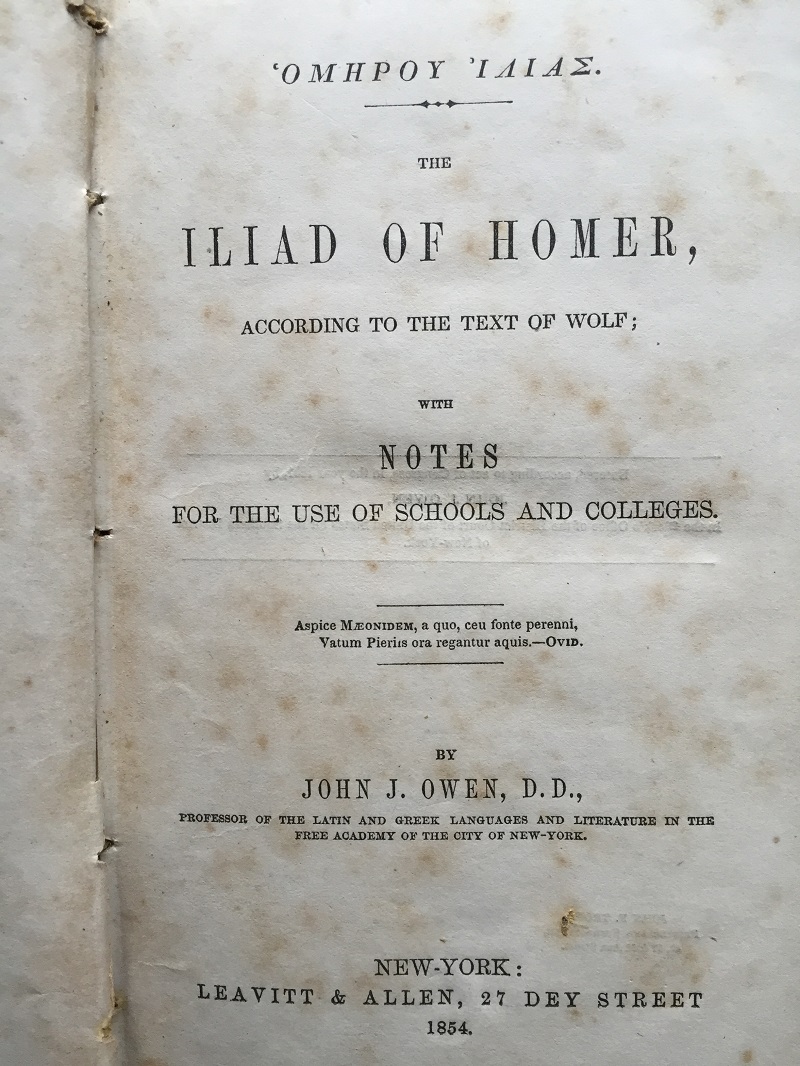 ὉΜΗΡΟΥ ἸΛΙΑΣ.
THE
ILIAD OF HOMER,
ACCORDING TO THE TEXT OF WOLF;
WITH
NOTES
FOR THE USE OF SCHOOLS AND COLLEGES.
Aspice MÆONIDEM, a quo, ceu fonte perenni,
Vatum Pieriis ora regantur aquis.—OVID.
BY
JOHN J. OWEN, D.D.,
PROFESSOR OF THE LATIN AND GREEK LANGUAGES AND LITERATURE IN THE
FREE ACADEMY OF THE CITY OF NEW-YORK.
NEW-YORK:
LEAVITT & ALLEN, 27 DEY STREET
1854.